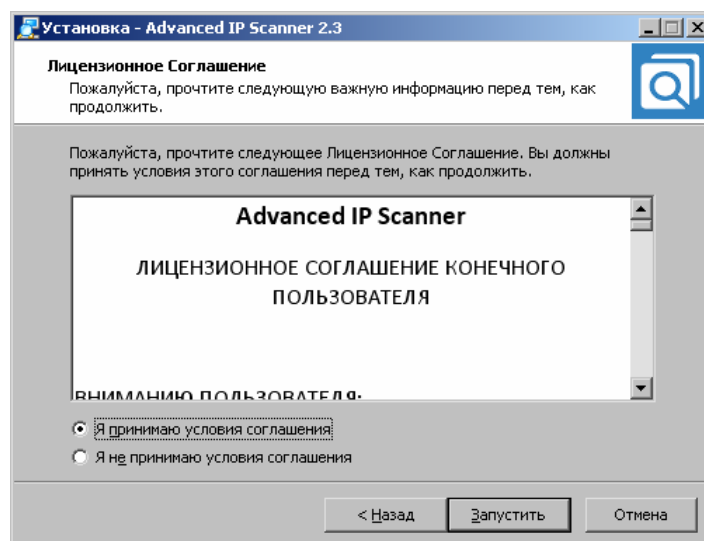 Установка - Advanced IP Scanner 2.3
Лицензионное Соглашение
Пожалуйста, прочтите следующую важную информацию перед тем, как
продолжить.
Пожалуйста, прочтите следующее Лицензионное Соглашение. Вы должны
принять условия этого соглашения перед тем, как продолжить.
Advanced IP Scanner
ЛИЦЕНЗИОННОЕ СОГЛАШЕНИЕ КОНЕЧНОГО
ПОЛЬЗОВАТЕЛЯ
ВНИМАНИЮ ПОЛЬЗОВАТЕЛЯ:
Я принимаю условия соглашения
Я не принимаю условия соглашения
< Назад Запустить Отмена